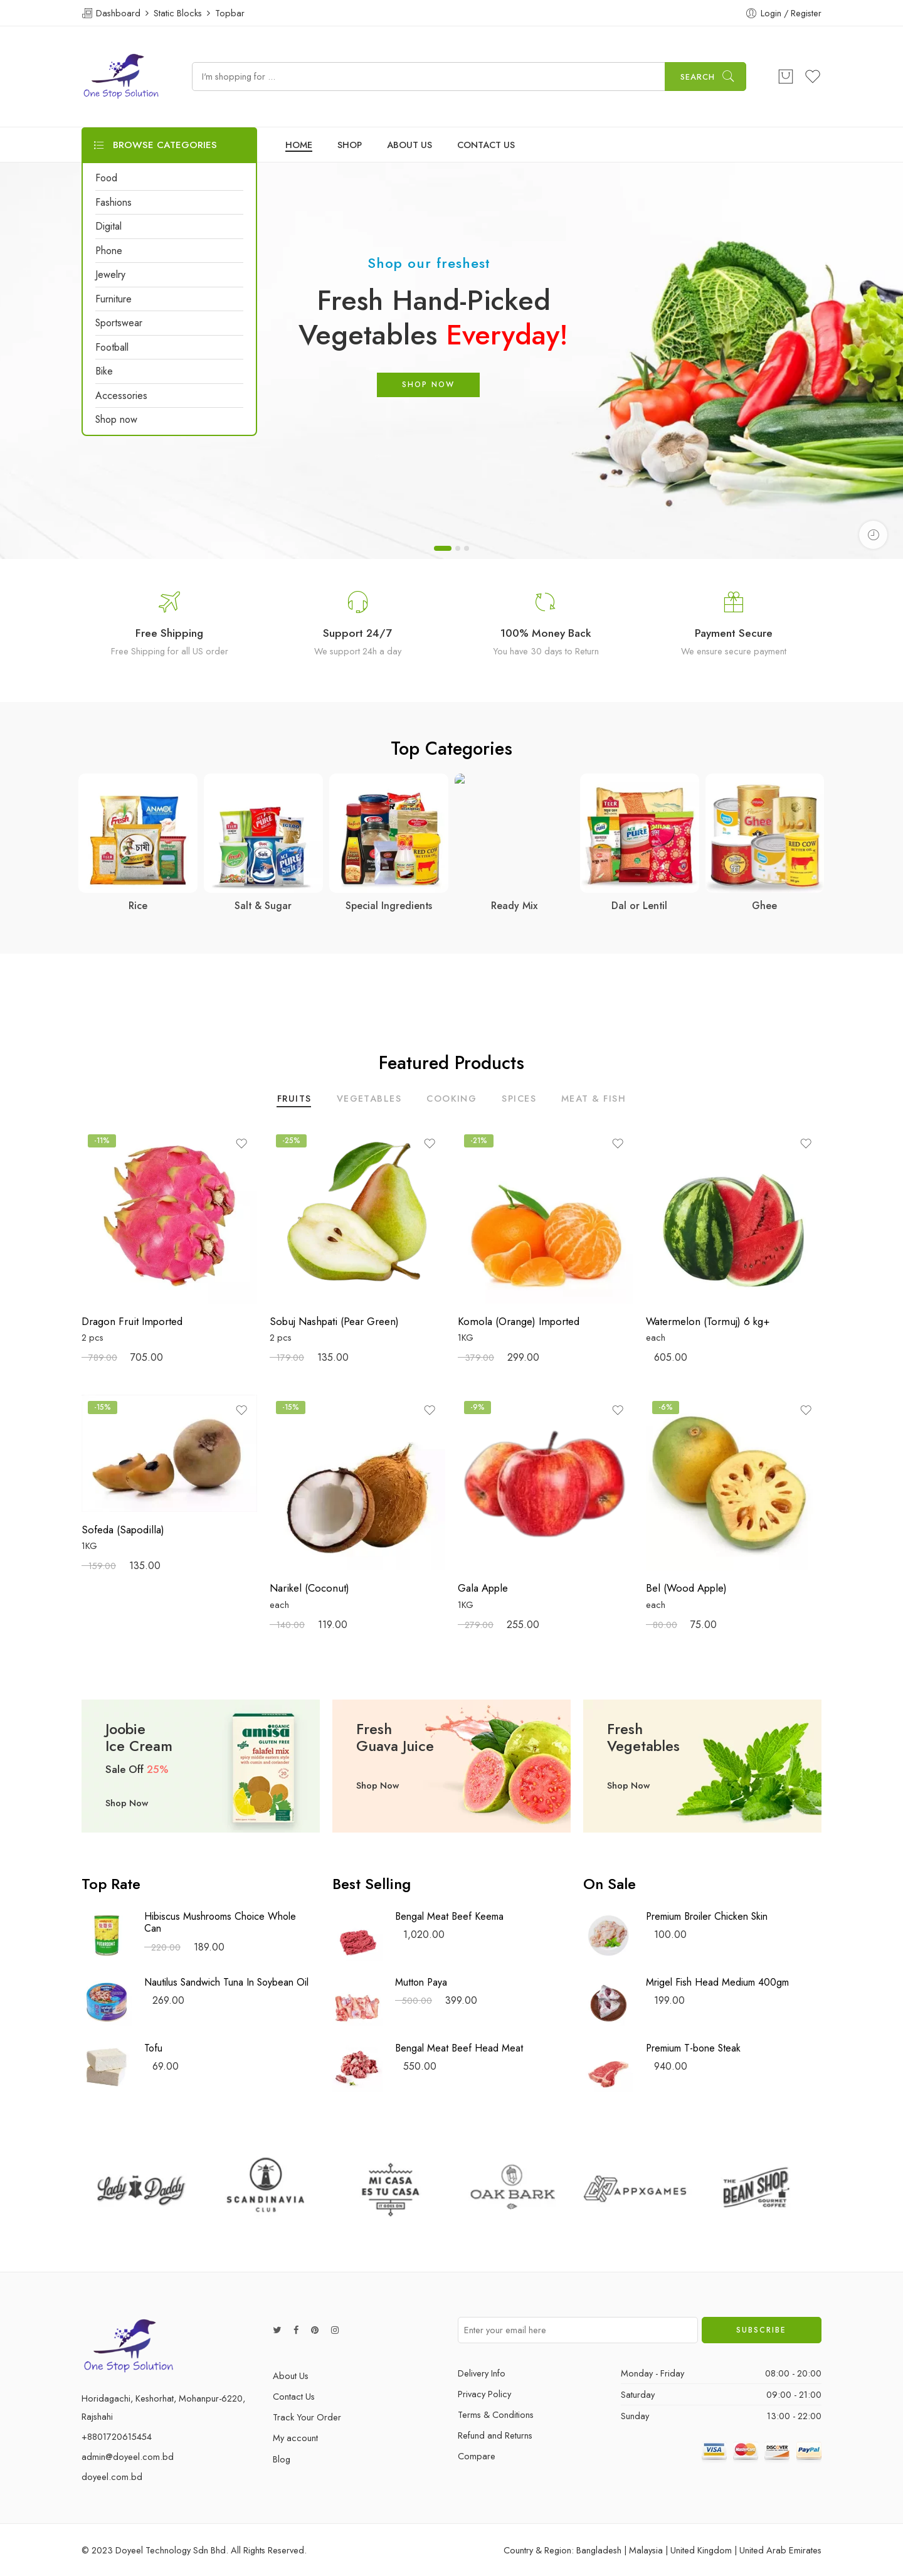 Dashboard > Static Blocks > Topbar
Login / Register
One Stop Solution
I'm shopping for ...
SEARCH
BROWSE CATEGORIES
HOME
SHOP
ABOUT US
CONTACT US
Food
Fashions
Digital
Phone
Jewelry
Furniture
Sportswear
Football
Bike
Accessories
Shop now
Shop our freshest
Fresh Hand-Picked
Vegetables Everyday!
SHOP NOW
Free Shipping
Free Shipping for all US order
Support 24/7
We support 24h a day
100% Money Back
You have 30 days to Return
Payment Secure
We ensure secure payment
Top Categories
Rice
Salt & Sugar
Special Ingredients
Ready Mix
Dal or Lentil
Ghee
Featured Products
FRUITS
VEGETABLES
COOKING
SPICES
MEAT & FISH
-11%
-25%
-21%
Dragon Fruit Imported
2 pcs
789.00 705.00
Sobuj Nashpati (Pear Green)
2 pcs
179.00 135.00
Komola (Orange) Imported
1KG
379.00 299.00
Watermelon (Tormuj) 6 kg+
each
605.00
-15%
-15%
-9%
-6%
Sofeda (Sapodilla)
1KG
159.00 135.00
Narikel (Coconut)
each
140.00 119.00
Gala Apple
1KG
279.00 255.00
Bel (Wood Apple)
each
80.00 75.00
Joobie
Ice Cream
Sale Off 25%
Shop Now
ORGANIC
amisa
GLUTEN FREE
falafel mix
Fresh
Guava Juice
Shop Now
Fresh
Vegetables
Shop Now
Top Rate
Hibiscus Mushrooms Choice Whole
Can
220.00 189.00
Nautilus Sandwich Tuna In Soybean Oil
269.00
Tofu
69.00
Best Selling
Bengal Meat Beef Keema
1,020.00
Mutton Paya
500.00 399.00
Bengal Meat Beef Head Meat
550.00
On Sale
Premium Broiler Chicken Skin
100.00
Mrigel Fish Head Medium 400gm
199.00
Premium T-bone Steak
940.00
Lady & Daddy
SCANDINAVIA
CLUB
MI CASA
ES TU CASA
OAK BARK
APPXGAMES
THE
BEAN SHOP
GOURMET
COFFEE
One Stop Solution
Horidagachi, Keshorhat, Mohanpur-6220,
Rajshahi
+8801720615454
admin@doyeel.com.bd
doyeel.com.bd
About Us
Contact Us
Track Your Order
My account
Blog
Enter your email here
SUBSCRIBE
Delivery Info
Privacy Policy
Terms & Conditions
Refund and Returns
Compare
Monday - Friday 08:00 - 20:00
Saturday 09:00 - 21:00
Sunday 13:00 - 22:00
VISA
MasterCard
DISCOVER
PayPal
© 2023 Doyeel Technology Sdn Bhd. All Rights Reserved.
Country & Region: Bangladesh | Malaysia | United Kingdom | United Arab Emirates